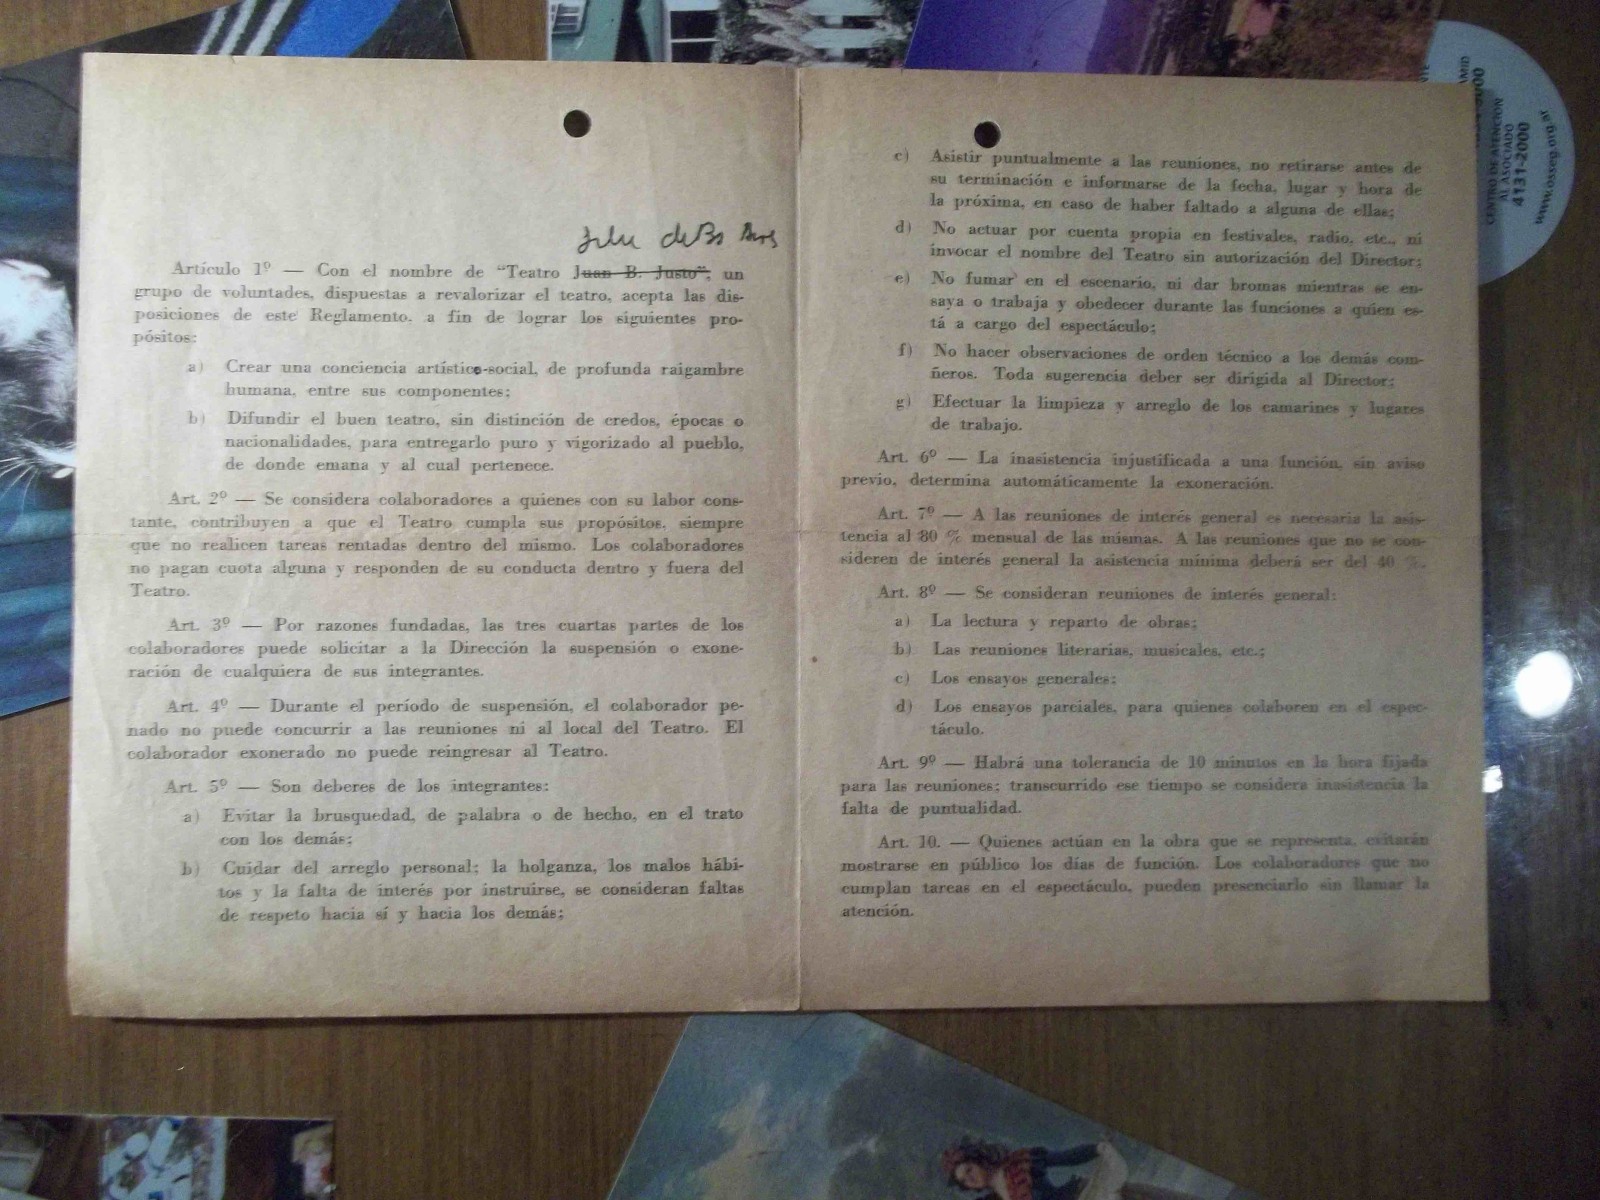 de Bs Aires
Artículo 1º — Con el nombre de “Teatro Juan B. Justo”, un
grupo de voluntades, dispuestas a revalorizar el teatro, acepta las dis-
posiciones de este Reglamento, a fin de lograr los siguientes pro-
pósitos:
a) Crear una conciencia artístico-social, de profunda raigambre
humana, entre sus componentes;
b) Difundir el buen teatro, sin distinción de credos, épocas o
nacionalidades, para entregarlo puro y vigorizado al pueblo,
de donde emana y al cual pertenece.
Art. 2º — Se considera colaboradores a quienes con su labor cons-
tante, contribuyen a que el Teatro cumpla sus propósitos, siempre
que no realicen tareas rentadas dentro del mismo. Los colaboradores
no pagan cuota alguna y responden de su conducta dentro y fuera del
Teatro.
Art. 3º — Por razones fundadas, las tres cuartas partes de los
colaboradores puede solicitar a la Dirección la suspensión o exone-
ración de cualquiera de sus integrantes.
Art. 4º — Durante el período de suspensión, el colaborador pe-
nado no puede concurrir a las reuniones ni al local del Teatro. El
colaborador exonerado no puede reingresar al Teatro.
Art. 5º — Son deberes de los integrantes:
a) Evitar la brusquedad, de palabra o de hecho, en el trato
con los demás;
b) Cuidar del arreglo personal; la holganza, los malos hábi-
tos y la falta de interés por instruirse, se consideran faltas
de respeto hacia sí y hacia los demás;
c) Asistir puntualmente a las reuniones, no retirarse antes de
su terminación e informarse de la fecha, lugar y hora de
la próxima, en caso de haber faltado a alguna de ellas;
d) No actuar por cuenta propia en festivales, radio, etc., ni
invocar el nombre del Teatro sin autorización del Director;
e) No fumar en el escenario, ni dar bromas mientras se en-
saya o trabaja y obedecer durante las funciones a quien es-
tá a cargo del espectáculo;
f) No hacer observaciones de orden técnico a los demás com-
ñeros. Toda sugerencia deber ser dirigida al Director;
g) Efectuar la limpieza y arreglo de los camarines y lugares
de trabajo.
Art. 6º — La inasistencia injustificada a una función, sin aviso
previo, determina automáticamente la exoneración.
Art. 7º — A las reuniones de interés general es necesaria la asis-
tencia al 80 % mensual de las mismas. A las reuniones que no se con-
sideren de interés general la asistencia mínima deberá ser del 40 %.
Art. 8º — Se consideran reuniones de interés general:
a) La lectura y reparto de obras;
b) Las reuniones literarias, musicales, etc.;
c) Los ensayos generales;
d) Los ensayos parciales, para quienes colaboren en el espec-
táculo.
Art. 9º — Habrá una tolerancia de 10 minutos en la hora fijada
para las reuniones; transcurrido ese tiempo se considera inasistencia la
falta de puntualidad.
Art. 10. — Quienes actúan en la obra que se representa, evitarán
mostrarse en público los días de función. Los colaboradores que no
cumplan tareas en el espectáculo, pueden presenciarlo sin llamar la
atención.
CENTRO DE ATENCION
AL ASOCIADO
4131-2000
www.osseg.org.ar